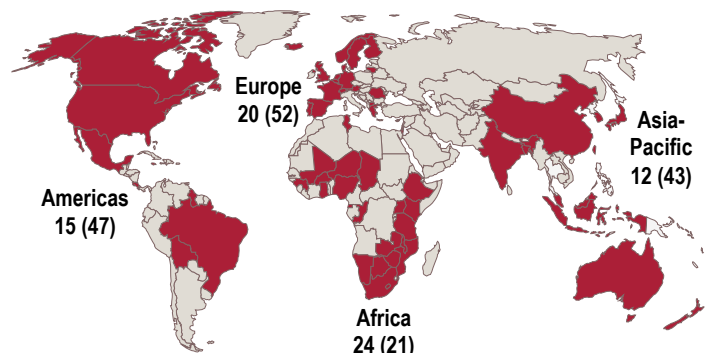 Europe
20 (52)
Asia-
Pacific
12 (43)
Americas
15 (47)
Africa
24 (21)